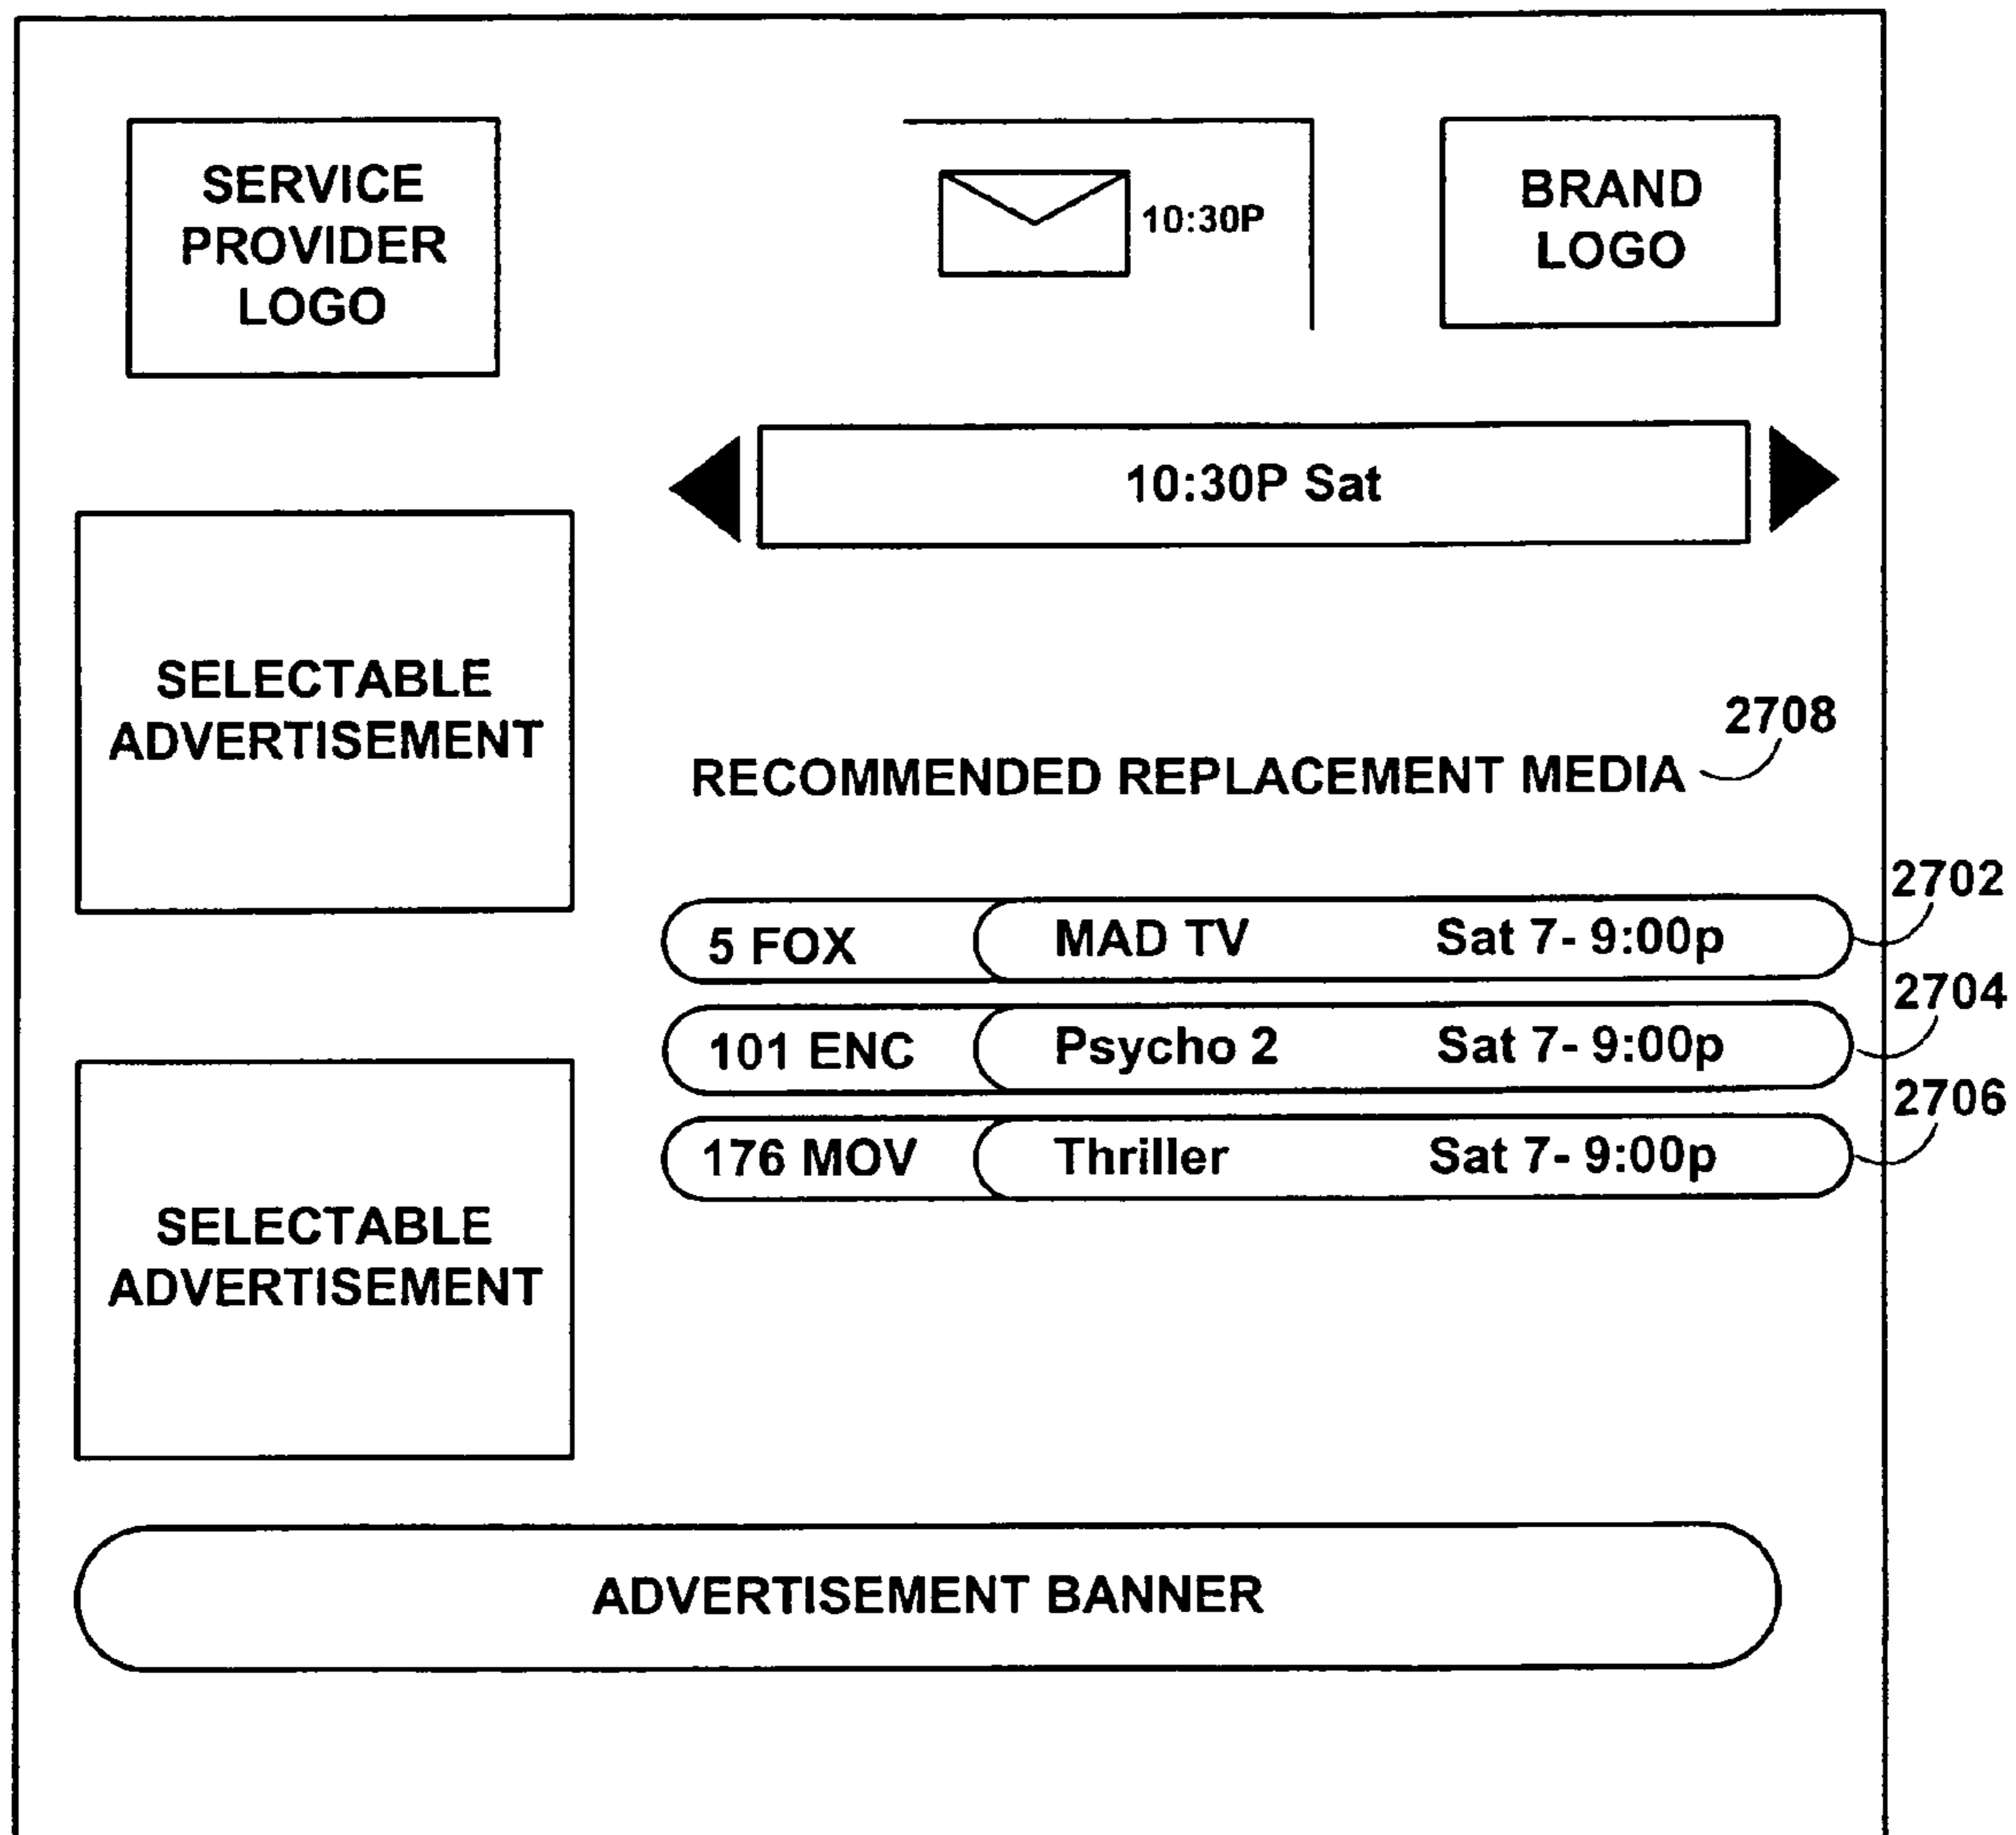 SERVICE
PROVIDER
LOGO
10:30P
BRAND
LOGO
10:30P Sat
SELECTABLE
ADVERTISEMENT
2708
RECOMMENDED REPLACEMENT MEDIA
2702
5 FOX MAD TV Sat 7- 9:00p
2704
101 ENC Psycho 2 Sat 7- 9:00p
2706
176 MOV Thriller Sat 7- 9:00p
SELECTABLE
ADVERTISEMENT
ADVERTISEMENT BANNER